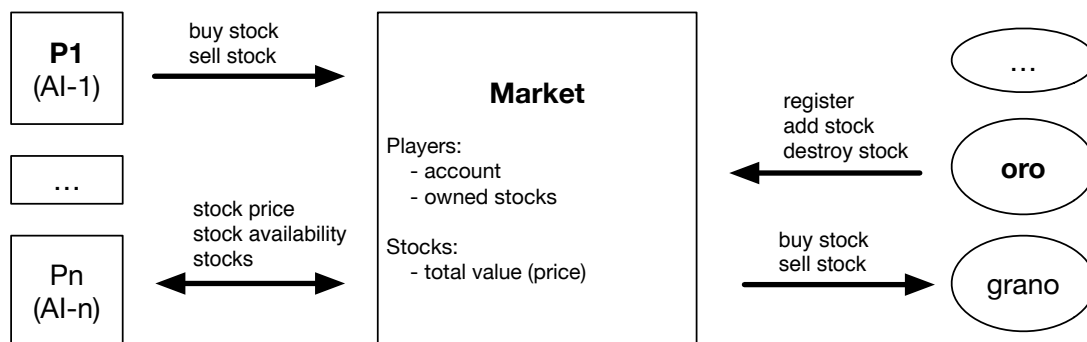 P1
(AI-1)
...
Pn
(AI-n)
buy stock
sell stock
stock price
stock availability
stocks
Market
Players:
- account
- owned stocks
Stocks:
- total value (price)
register
add stock
destroy stock
buy stock
sell stock
...
oro
grano